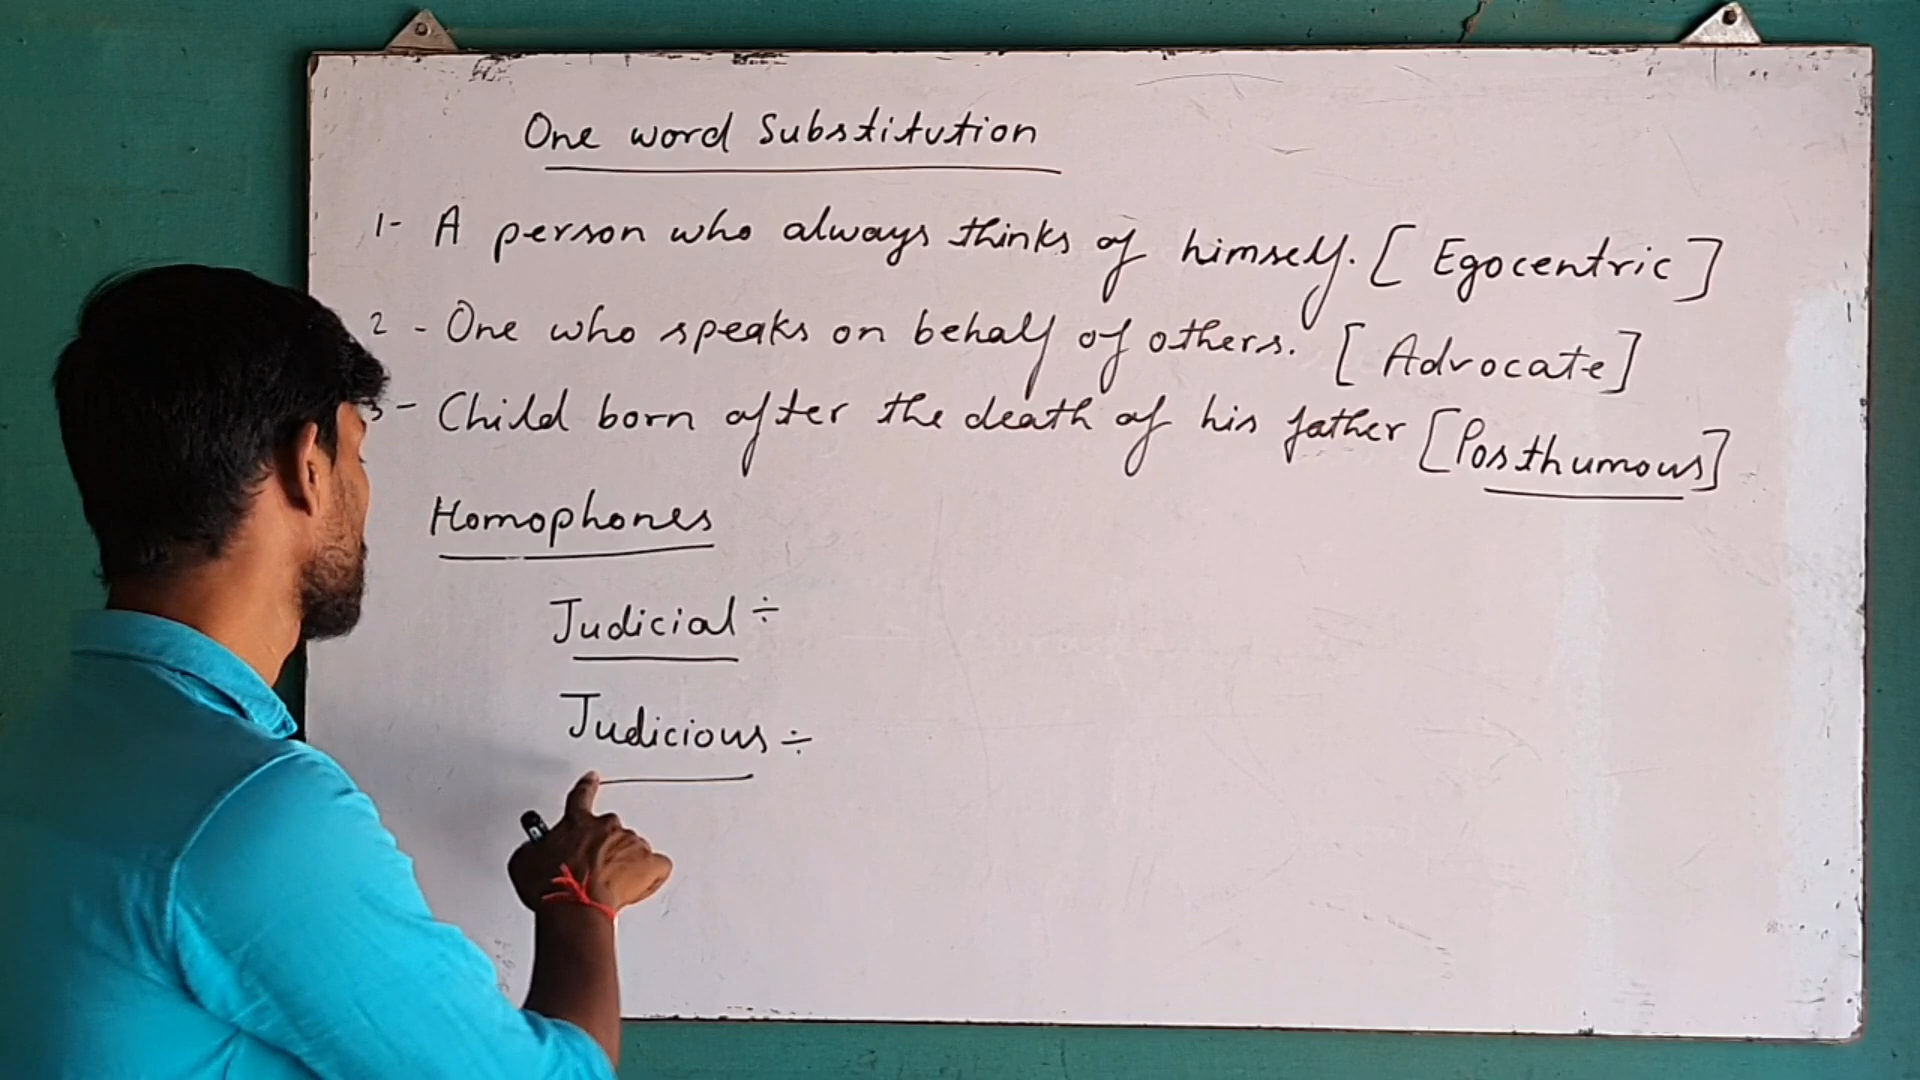 One word Substitution
1- A person who always thinks of himself. [Egocentric]
2 - One who speaks on behalf of others. [Advocate]
3 - Child born after the death of his father [Posthumous]
Homophones
Judicial ÷
Judicious ÷